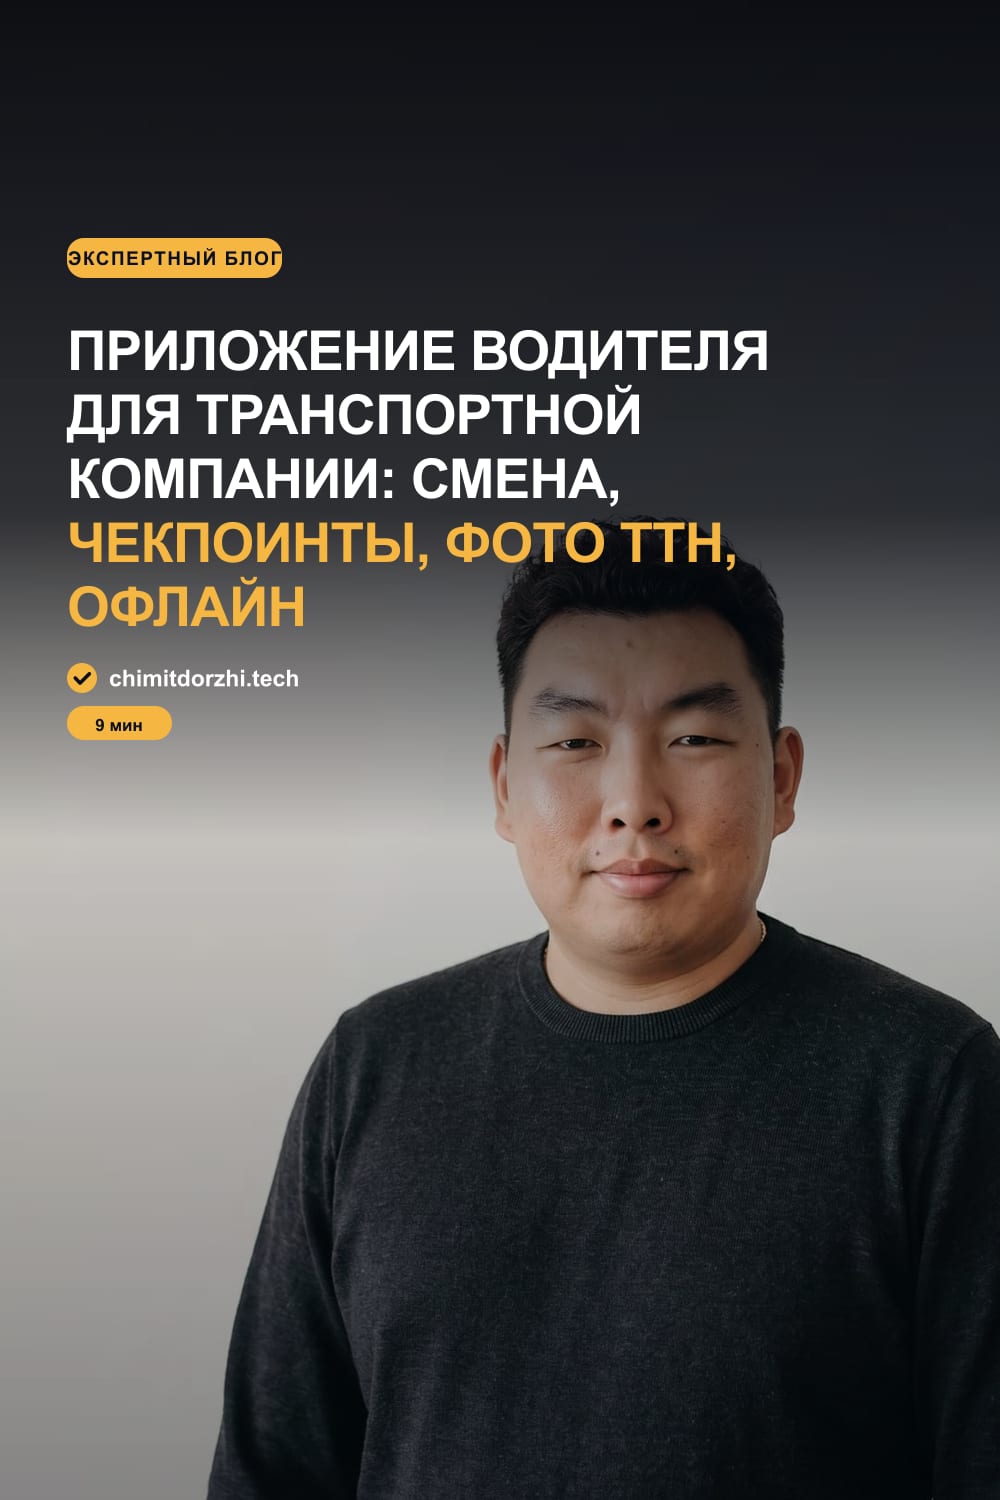 ЭКСПЕРТНЫЙ БЛОГ
ПРИЛОЖЕНИЕ ВОДИТЕЛЯ
ДЛЯ ТРАНСПОРТНОЙ
КОМПАНИИ: СМЕНА,
ЧЕКПОИНТЫ, ФОТО ТТН,
ОФЛАЙН
chimitdorzhi.tech
9 мин